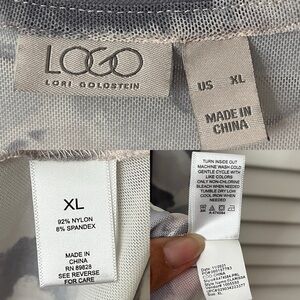 LOGO
LORI GOLDSTEIN
US XL
MADE IN
CHINA
XL
92% NYLON
8% SPANDEX
MADE IN
CHINA
RN 89828
SEE REVERSE
FOR CARE
TURN INSIDE OUT
MACHINE WASH COLD
GENTLE CYCLE WITH
LIKE COLORS
ONLY NON-CHLORINE
BLEACH WHEN NEEDED
TUMBLE DRY LOW
COOL IRON WHEN
NEEDED